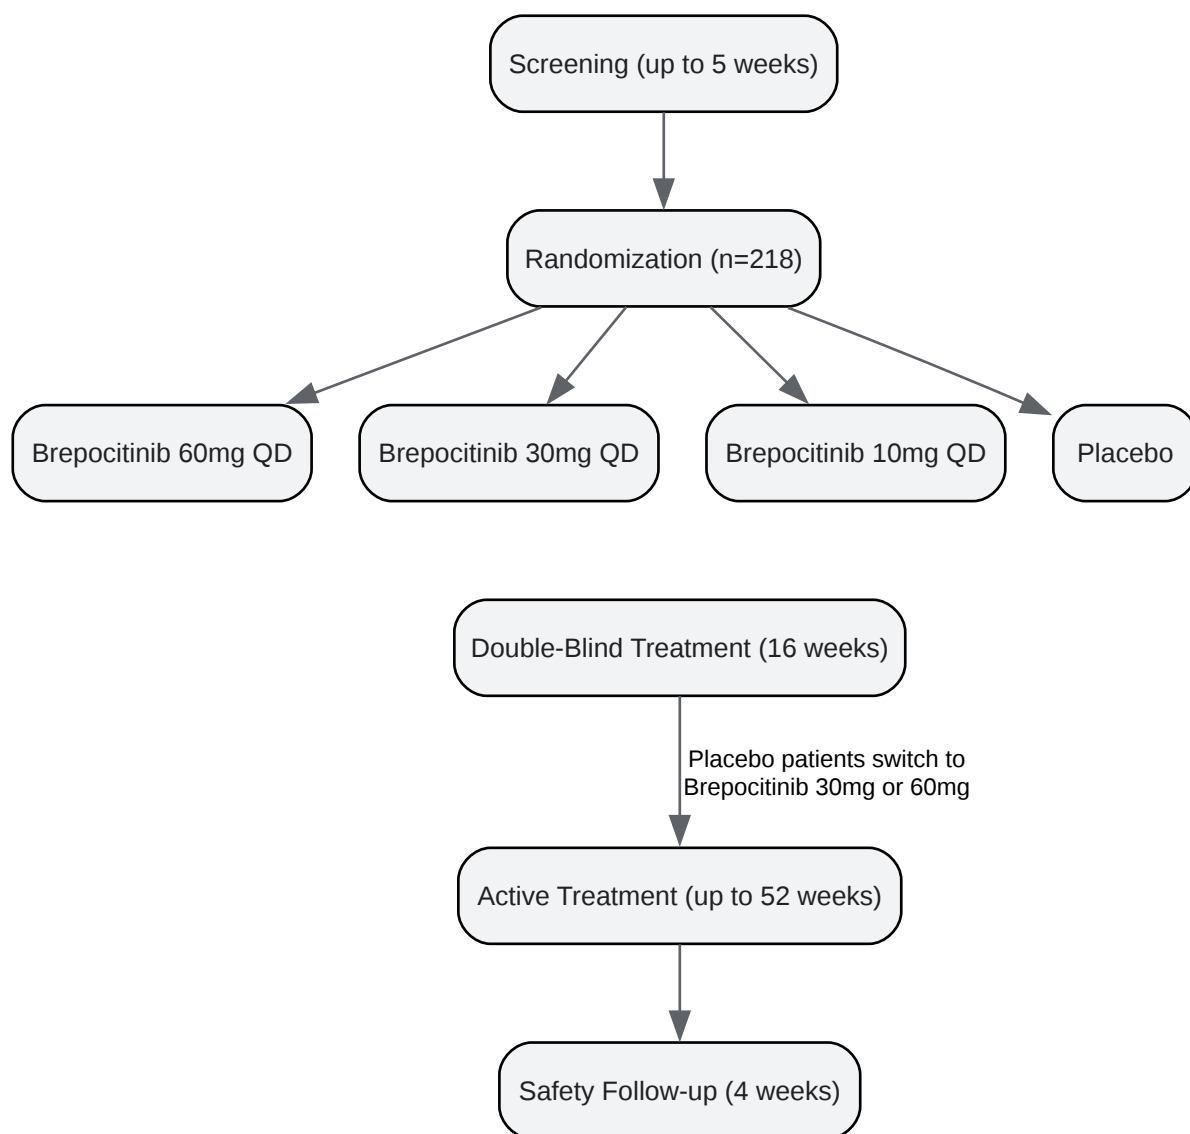 Screening (up to 5 weeks)
Randomization (n=218)
Brepocitinib 60mg QD
Brepocitinib 30mg QD
Brepocitinib 10mg QD
Placebo
Double-Blind Treatment (16 weeks)
Placebo patients switch to
Brepocitinib 30mg or 60mg
Active Treatment (up to 52 weeks)
Safety Follow-up (4 weeks)